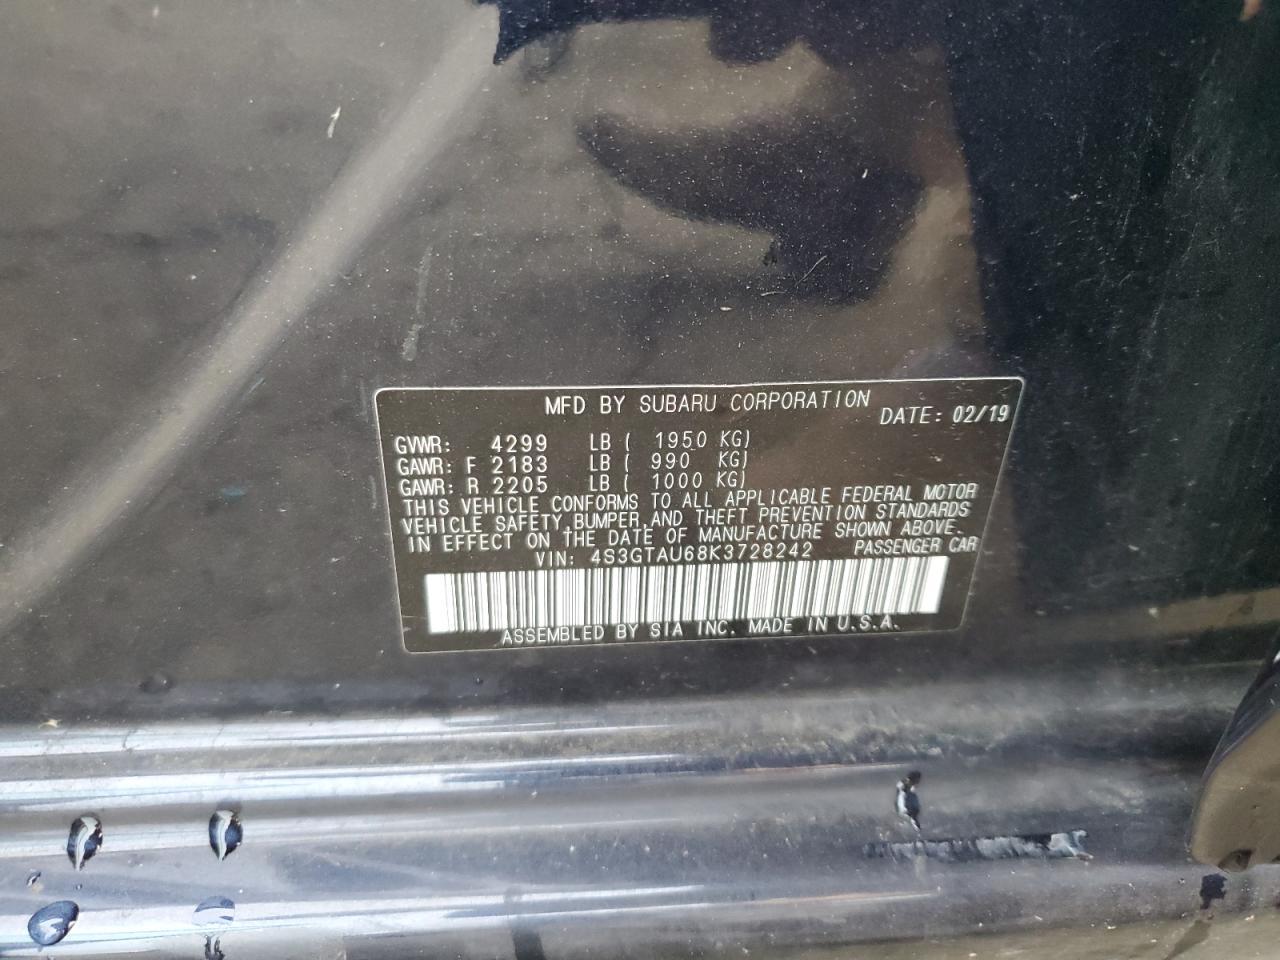 MFD BY SUBARU CORPORATION DATE: 02/19
GVWR: 4299 LB ( 1950 KG)
GAWR: F 2183 LB ( 990 KG)
GAWR: R 2205 LB ( 1000 KG)
THIS VEHICLE CONFORMS TO ALL APPLICABLE FEDERAL MOTOR
VEHICLE SAFETY, BUMPER, AND THEFT PREVENTION STANDARDS
IN EFFECT ON THE DATE OF MANUFACTURE SHOWN ABOVE.
VIN: 4S3GTAU68K3728242 PASSENGER CAR
ASSEMBLED BY SIA INC. MADE IN U.S.A.